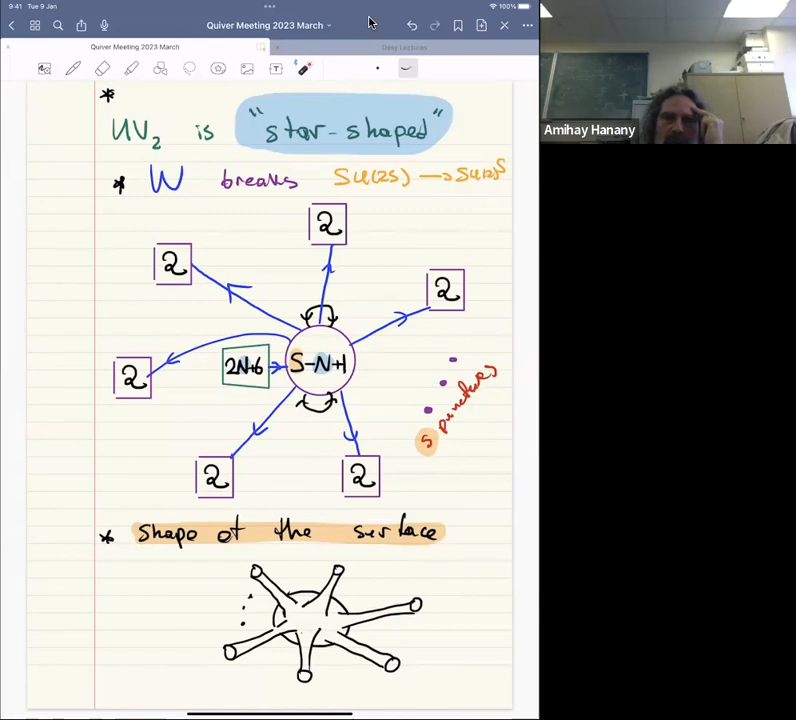 9:41 Tue 9 Jan
100%
Quiver Meeting 2023 March
Quiver Meeting 2023 March
Deep Lectures
Amihay Hanany
*
UV₂ is "star-shaped"
* W breaks SU(2S) → SU(2)^S
2
2
2
2
2N+6
S-N+1
S punctures
2
2
* shape of the surface